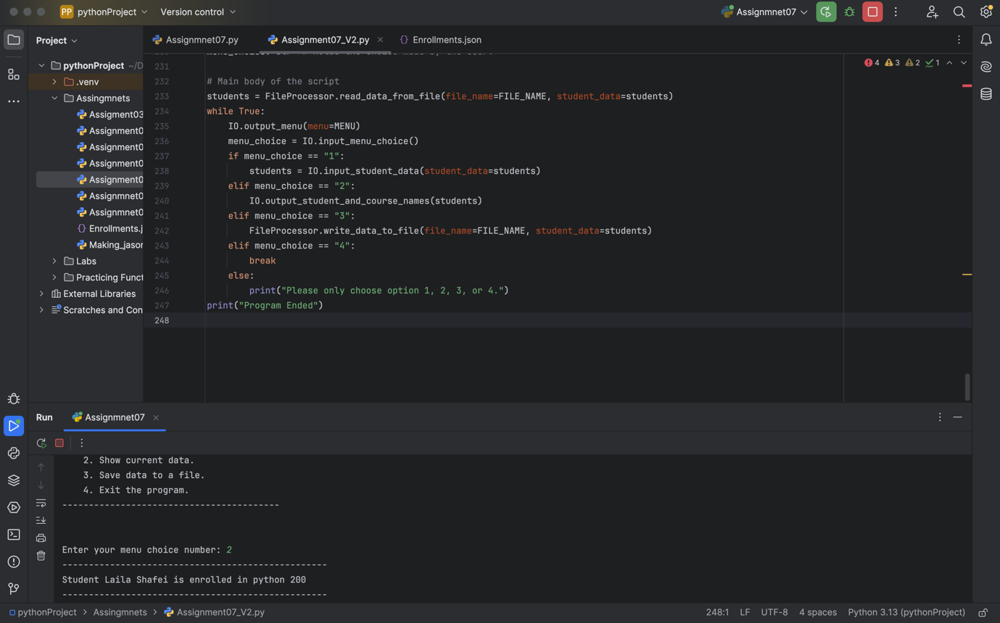 PP pythonProject Version control Assignmnet07
Project Assignmnet07.py Assignment07_V2.py Enrollments.json
4 3 2 1
pythonProject ~/D
.venv
Assingmnets
Assigment03
Assignment0
Assignment0
Assignment0
Assignment0
Assignmnet0
Assignmnet0
Enrollments.j
Making_jasor
Labs
Practicing Funct
External Libraries
Scratches and Con
231
232 # Main body of the script
233 students = FileProcessor.read_data_from_file(file_name=FILE_NAME, student_data=students)
234 while True:
235 IO.output_menu(menu=MENU)
236 menu_choice = IO.input_menu_choice()
237 if menu_choice == "1":
238 students = IO.input_student_data(student_data=students)
239 elif menu_choice == "2":
240 IO.output_student_and_course_names(students)
241 elif menu_choice == "3":
242 FileProcessor.write_data_to_file(file_name=FILE_NAME, student_data=students)
243 elif menu_choice == "4":
244 break
245 else:
246 print("Please only choose option 1, 2, 3, or 4.")
247 print("Program Ended")
248
Run Assignmnet07
2. Show current data.
3. Save data to a file.
4. Exit the program.
-----------------------------------------
Enter your menu choice number: 2
--------------------------------------------------
Student Laila Shafei is enrolled in python 200
--------------------------------------------------
pythonProject > Assingmnets > Assignment07_V2.py 248:1 LF UTF-8 4 spaces Python 3.13 (pythonProject)